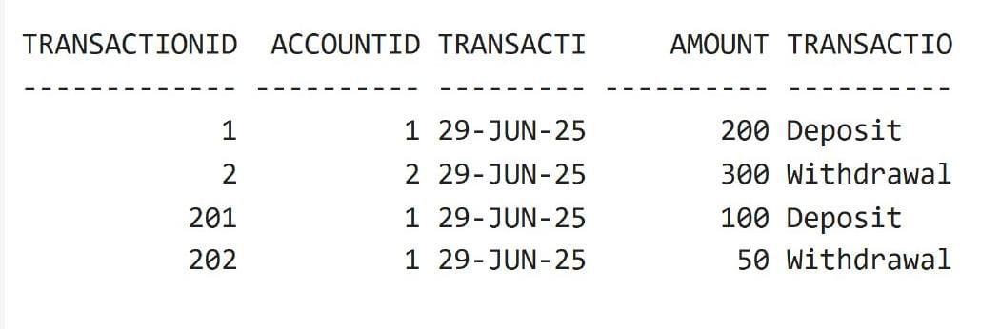 TRANSACTIONID  ACCOUNTID TRANSACTI     AMOUNT TRANSACTIO
------------- ---------- --------- ---------- ----------
            1          1 29-JUN-25        200 Deposit
            2          2 29-JUN-25        300 Withdrawal
          201          1 29-JUN-25        100 Deposit
          202          1 29-JUN-25         50 Withdrawal